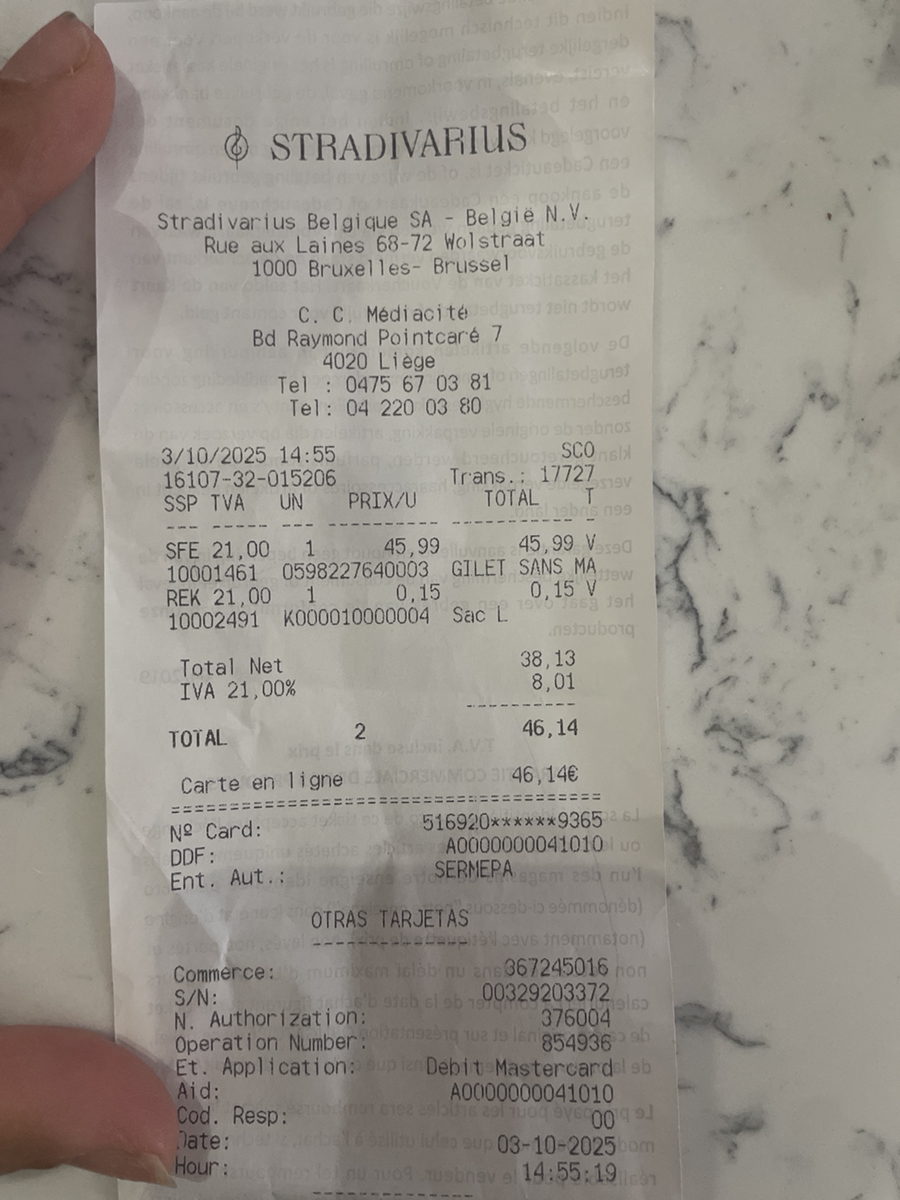 STRADIVARIUS
Stradivarius Belgique SA - België N.V.
Rue aux Laines 68-72 Wolstraat
1000 Bruxelles- Brussel
C. C. Médiacité
Bd Raymond Pointcaré 7
4020 Liège
Tel : 0475 67 03 81
Tel: 04 220 03 80
3/10/2025 14:55 SCO
16107-32-015206 Trans.: 17727
SSP TVA UN PRIX/U TOTAL T
--- ----- --- ---------- ----------- -
SFE 21,00 1 45,99 45,99 V
10001461 0598227640003 GILET SANS MA
REK 21,00 1 0,15 0,15 V
10002491 K000010000004 Sac L
Total Net 38,13
IVA 21,00% 8,01
----------
TOTAL 2 46,14
Carte en ligne 46,14€
========================================
Nº Card: 516920******9365
DDF: A0000000041010
Ent. Aut.: SERMEPA
OTRAS TARJETAS
--------------
Commerce: 367245016
S/N: 00329203372
N. Authorization: 376004
Operation Number: 854936
Et. Application: Debit Mastercard
Aid: A0000000041010
Cod. Resp: 00
Date: 03-10-2025
Hour: 14:55:19
--------------